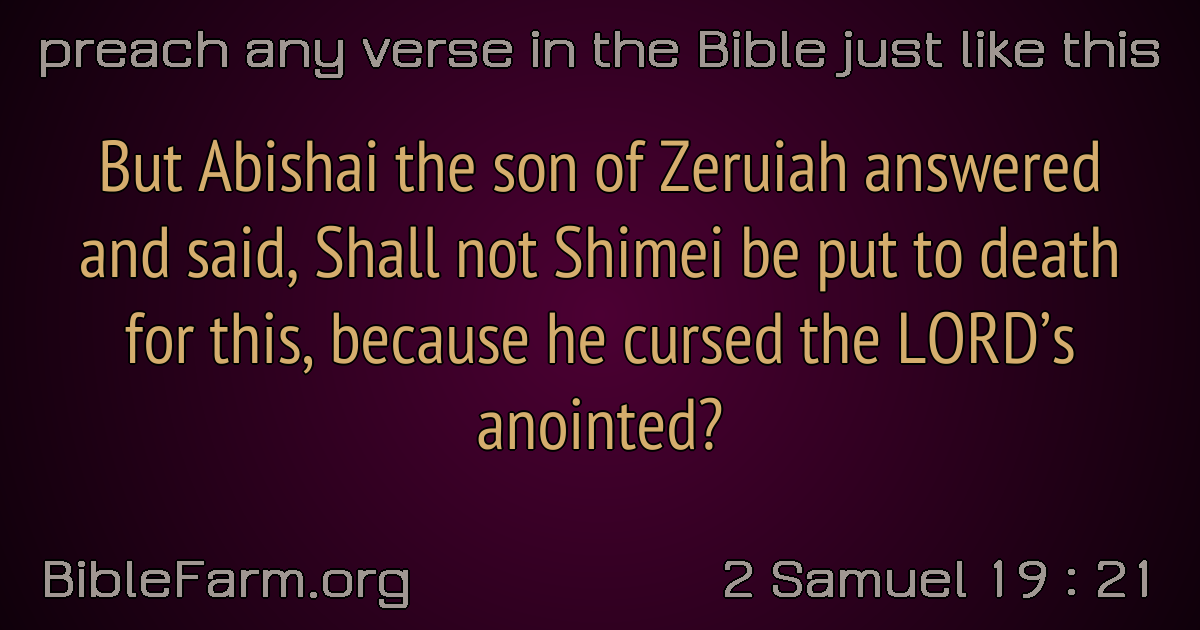 preach any verse in the Bible just like this
But Abishai the son of Zeruiah answered
and said, Shall not Shimei be put to death
for this, because he cursed the LORD’s
anointed?
BibleFarm.org
2 Samuel 19 : 21